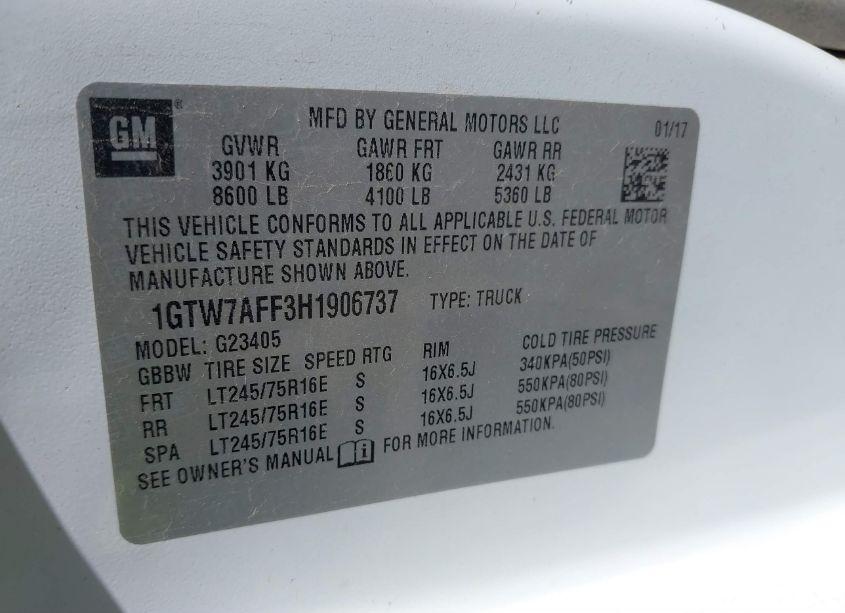 GM ®
MFD BY GENERAL MOTORS LLC 01/17
GVWR GAWR FRT GAWR RR
3901 KG 1860 KG 2431 KG
8600 LB 4100 LB 5360 LB
THIS VEHICLE CONFORMS TO ALL APPLICABLE U.S. FEDERAL MOTOR
VEHICLE SAFETY STANDARDS IN EFFECT ON THE DATE OF
MANUFACTURE SHOWN ABOVE.
1GTW7AFF3H1906737 TYPE: TRUCK
MODEL: G23405
GBBW TIRE SIZE SPEED RTG RIM COLD TIRE PRESSURE
FRT LT245/75R16E S 16X6.5J 340KPA(50PSI)
RR LT245/75R16E S 16X6.5J 550KPA(80PSI)
SPA LT245/75R16E S 16X6.5J 550KPA(80PSI)
SEE OWNER'S MANUAL i FOR MORE INFORMATION.